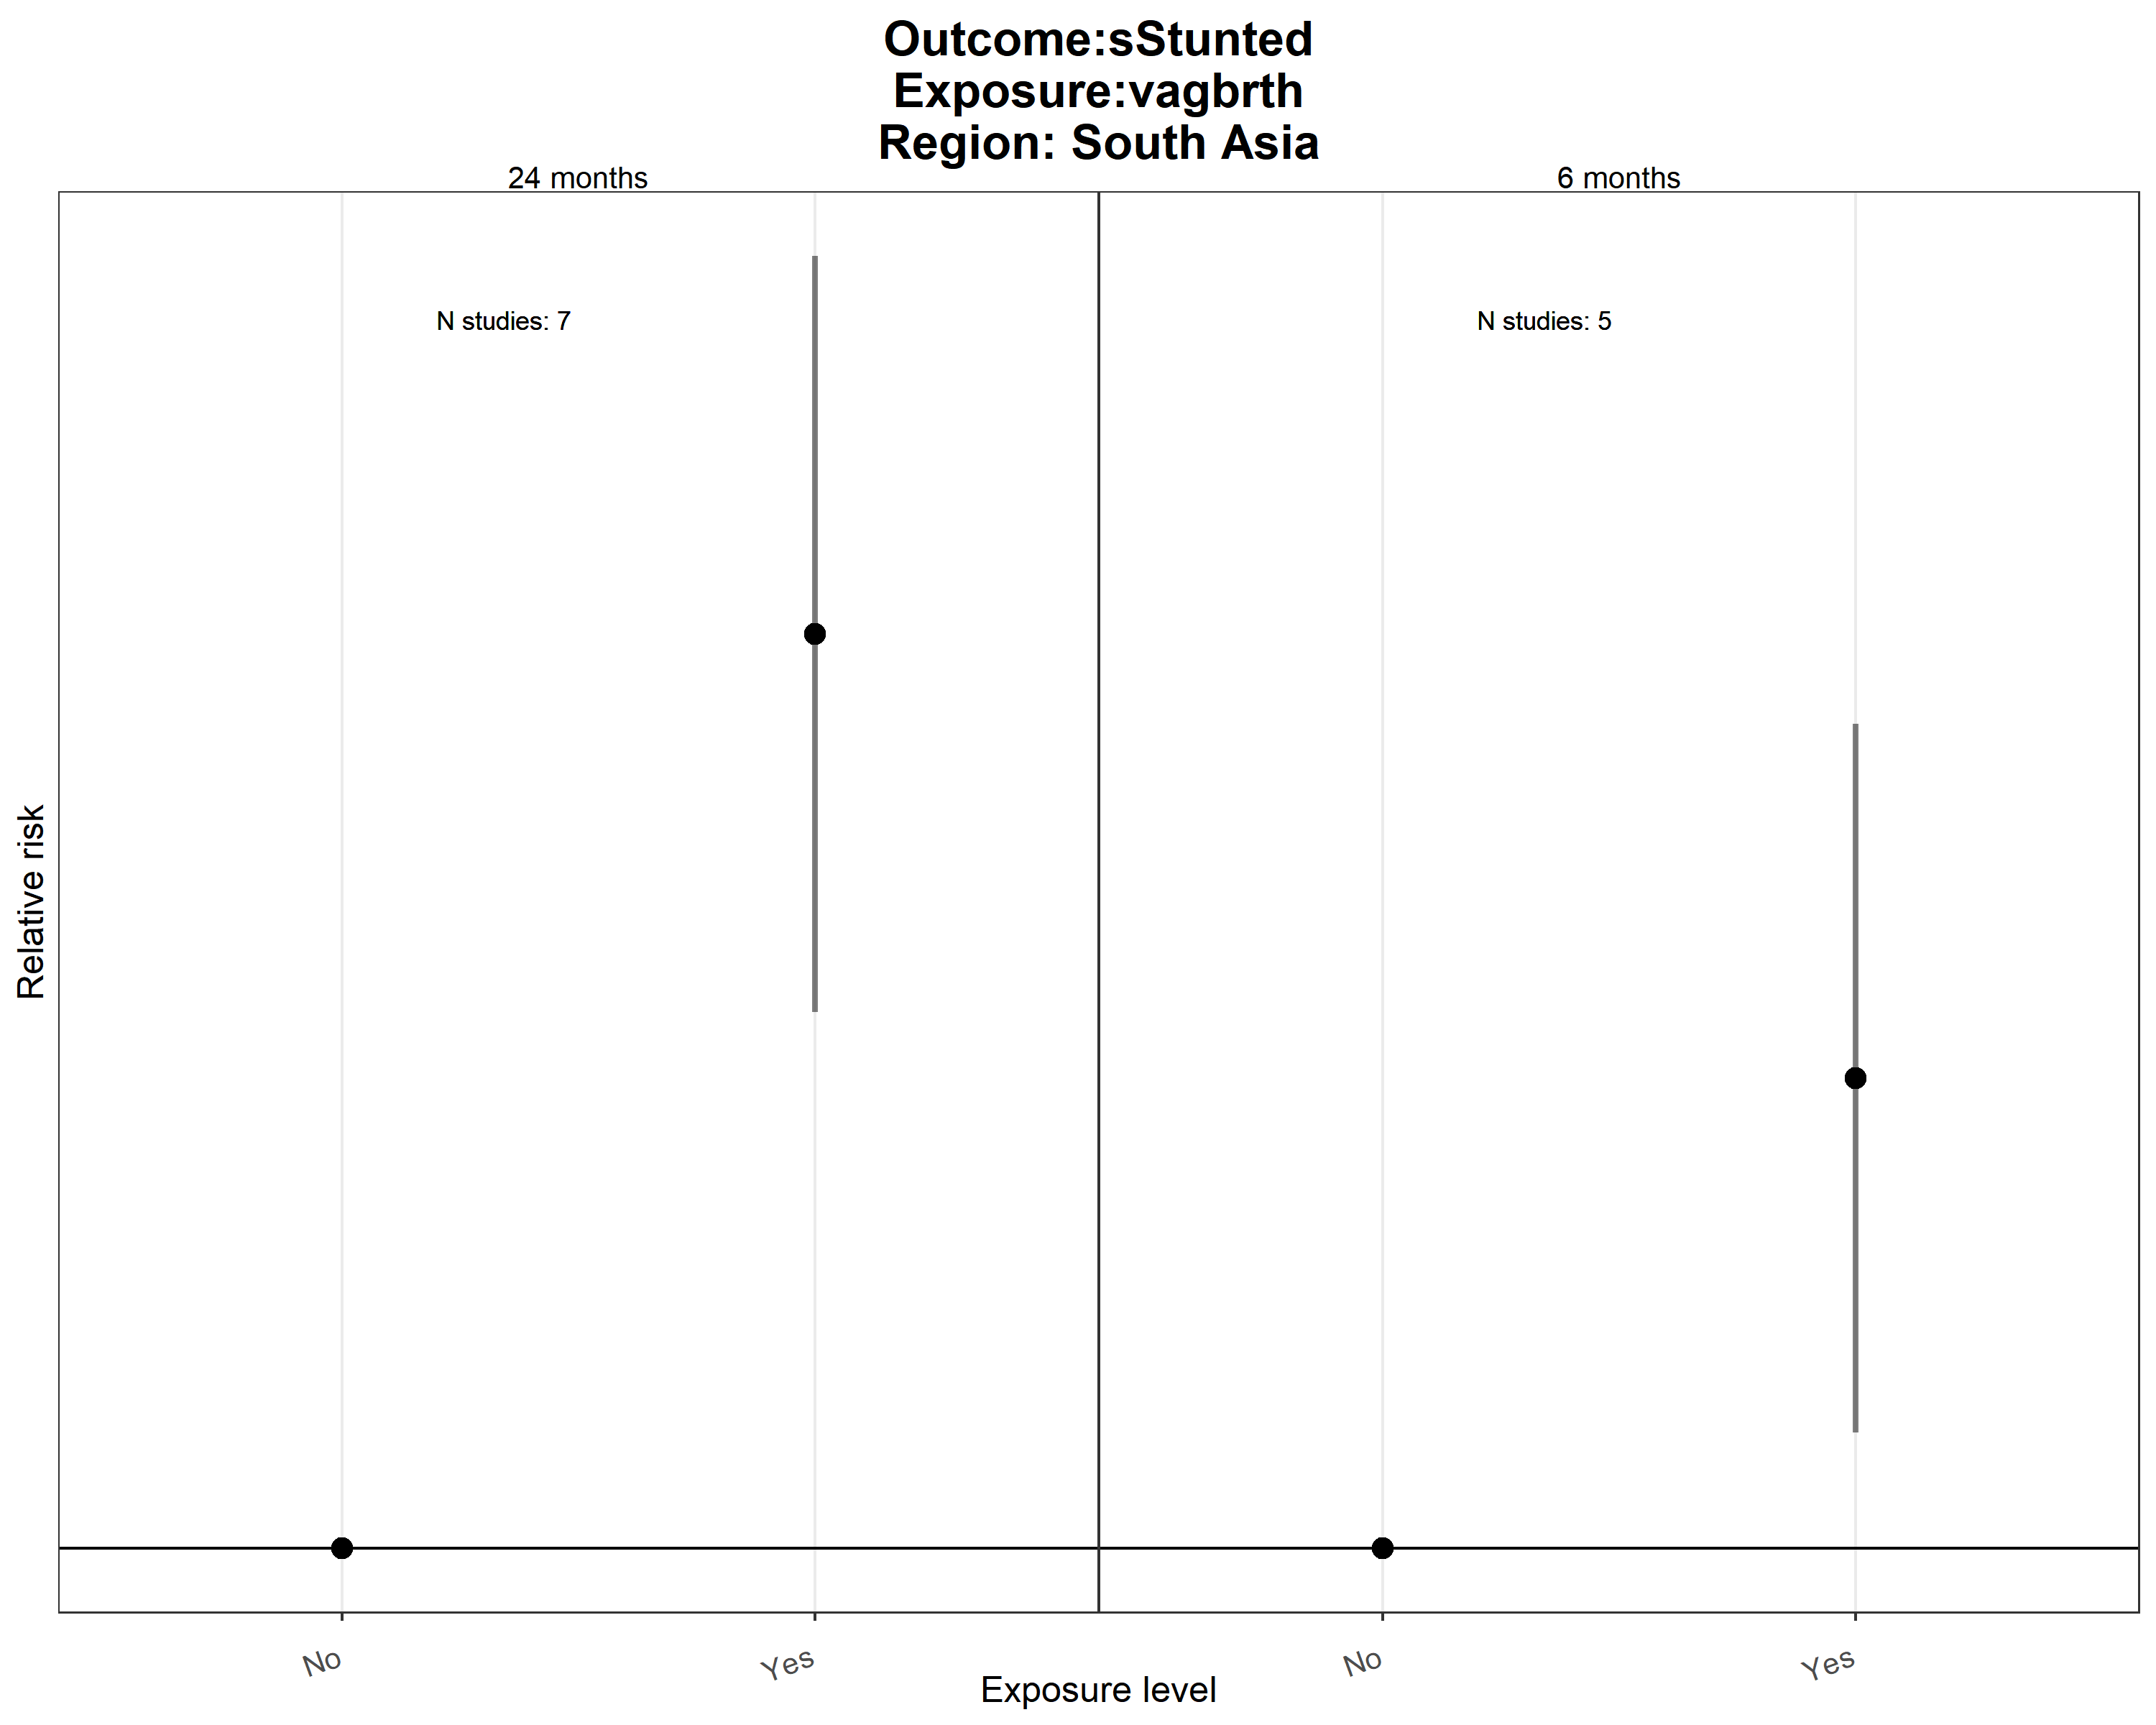 Outcome:sStunted
Exposure:vagbrth
Region: South Asia
24 months
6 months
N studies: 7
N studies: 5
Relative risk
No
Yes
No
Yes
Exposure level